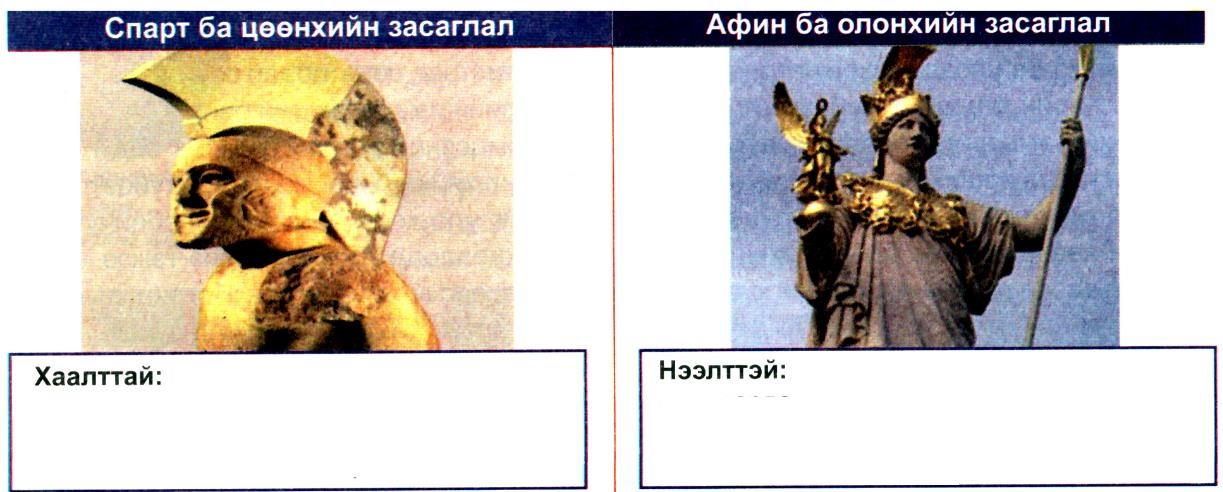 Спарт ба цөөнхийн засаглал
Афин ба олонхийн засаглал
Хаалттай:
Нээлттэй: